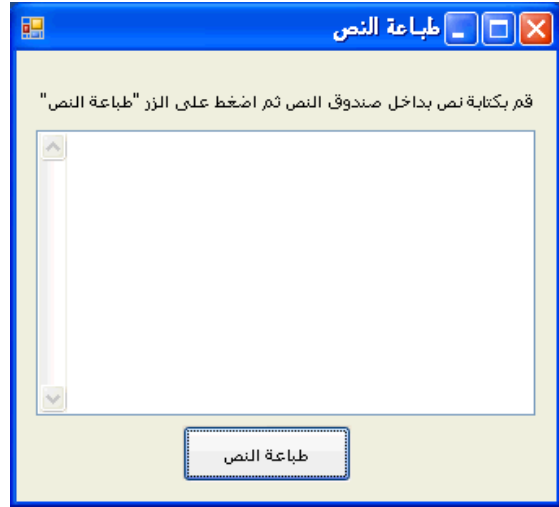 طباعة النص
قم بكتابة نص بداخل صندوق النص ثم اضغط على الزر "طباعة النص"
طباعة النص